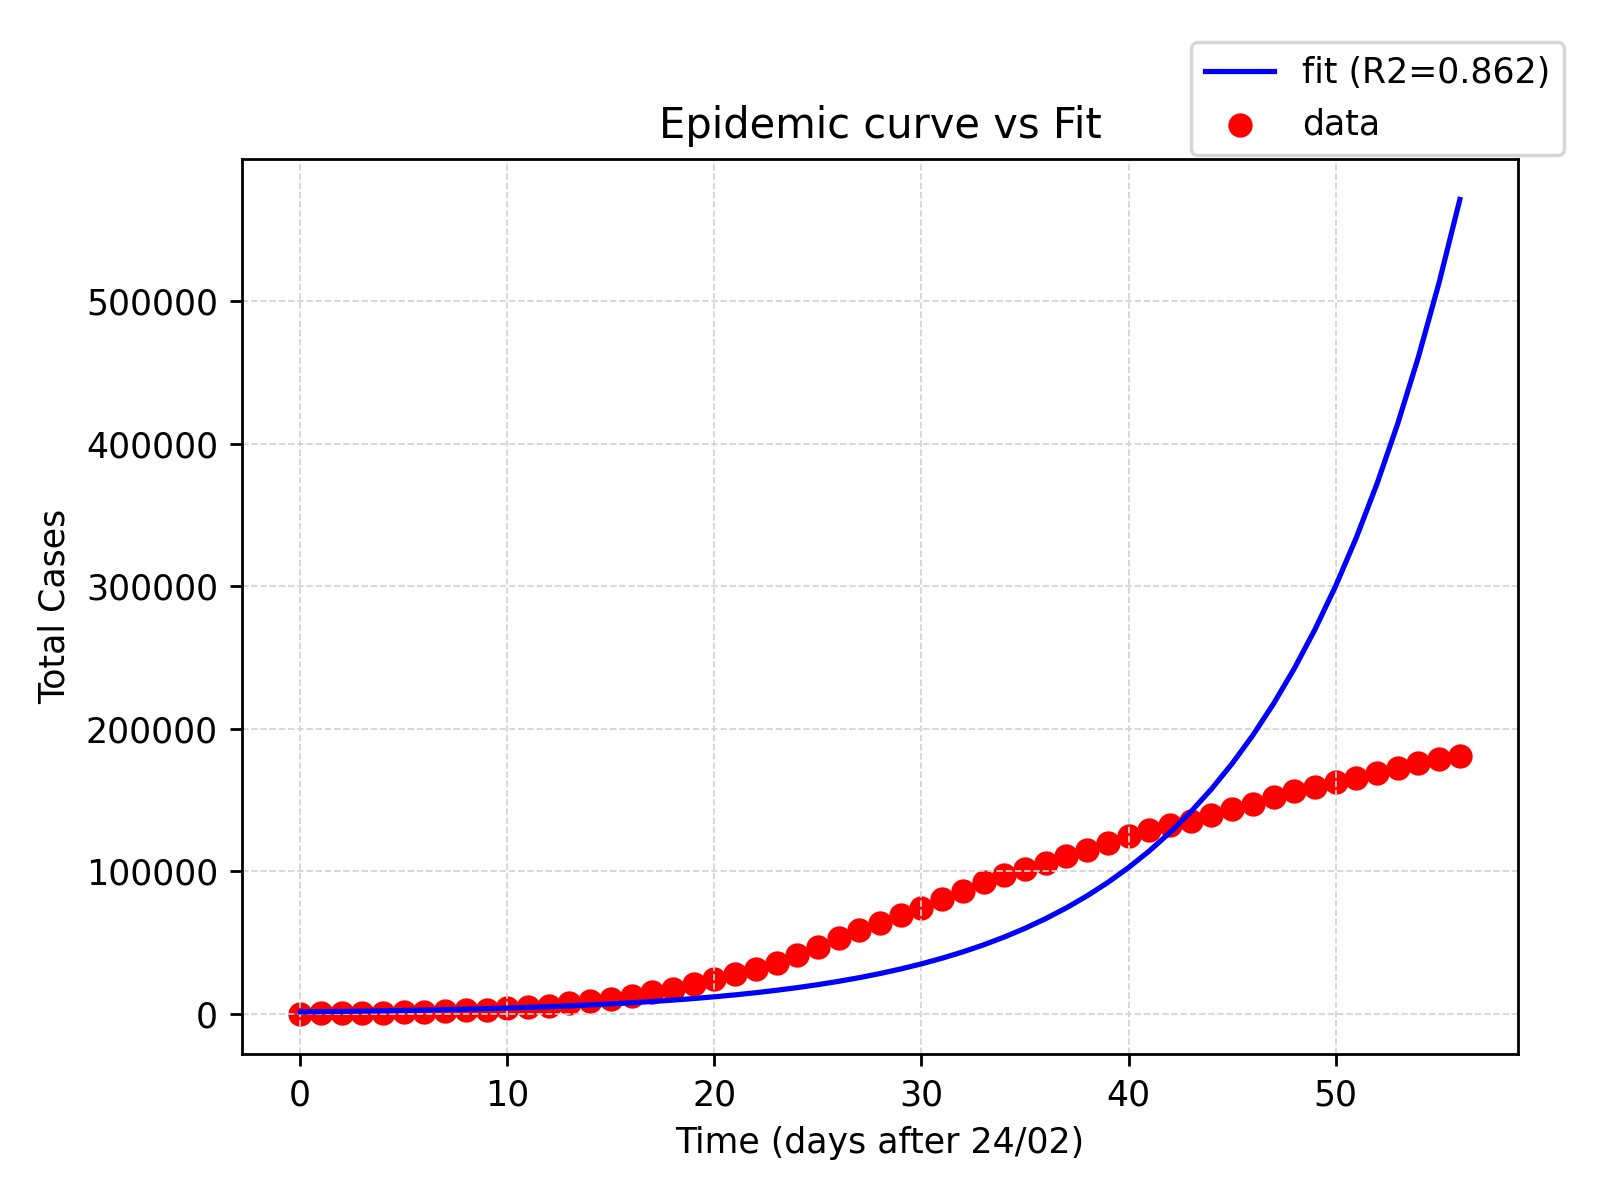 fit (R2=0.862)
data
Epidemic curve vs Fit
Total Cases
500000
400000
300000
200000
100000
0
0 10 20 30 40 50
Time (days after 24/02)